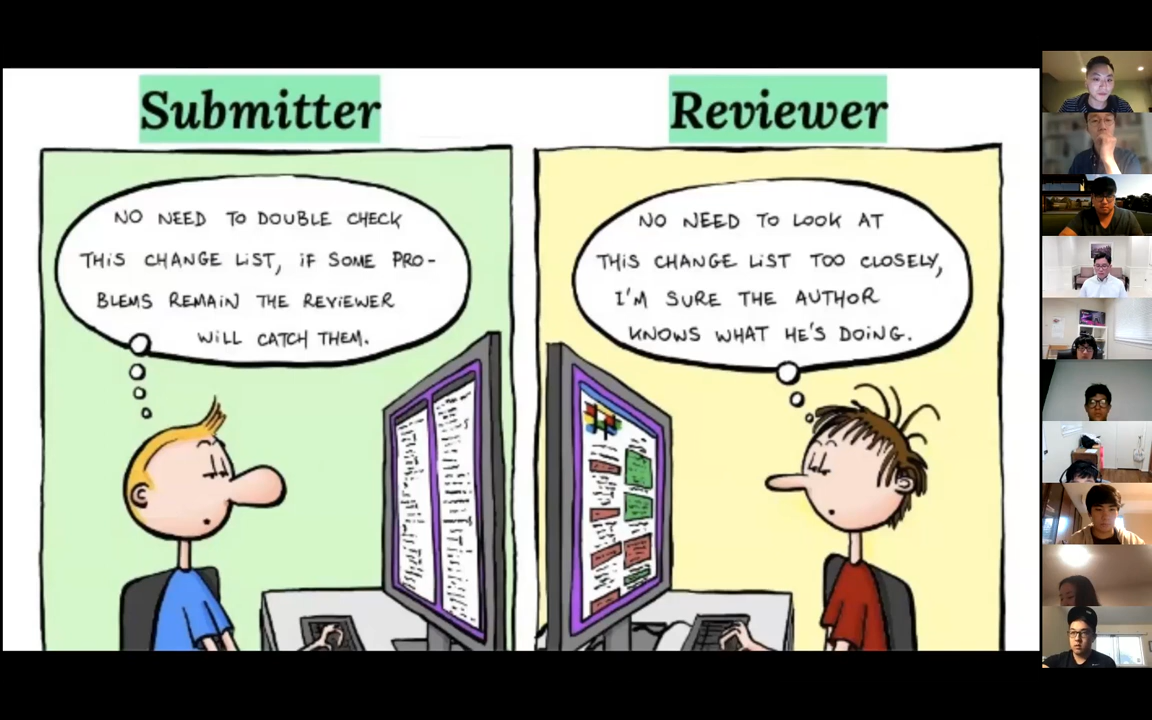 Submitter
NO NEED TO DOUBLE CHECK
THIS CHANGE LIST, IF SOME PRO-
BLEMS REMAIN THE REVIEWER
WILL CATCH THEM.
Reviewer
NO NEED TO LOOK AT
THIS CHANGE LIST TOO CLOSELY,
I'M SURE THE AUTHOR
KNOWS WHAT HE'S DOING.